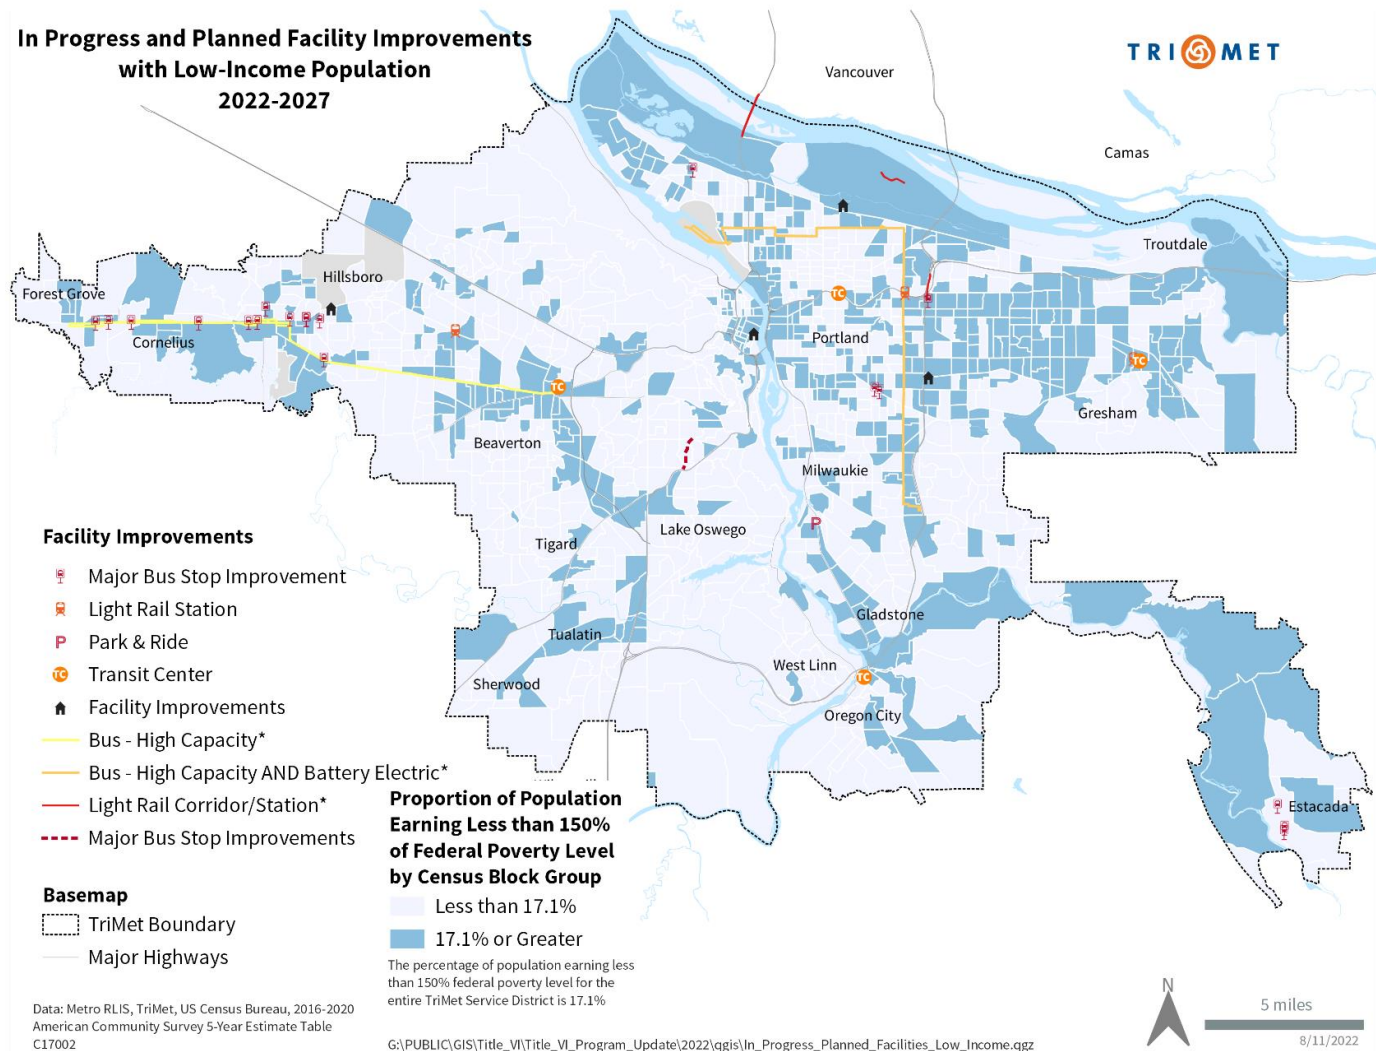 In Progress and Planned Facility Improvements
with Low-Income Population
2022-2027
TRI MET
Vancouver
Camas
Troutdale
Hillsboro
Forest Grove
Cornelius
TC
Portland
TC
TC
Gresham
Beaverton
Milwaukie
P
Lake Oswego
Tigard
Gladstone
Tualatin
West Linn
TC
Sherwood
Oregon City
Estacada
Facility Improvements
Major Bus Stop Improvement
Light Rail Station
P Park & Ride
TC Transit Center
Facility Improvements
Bus - High Capacity*
Bus - High Capacity AND Battery Electric*
Light Rail Corridor/Station*
Major Bus Stop Improvements
Basemap
TriMet Boundary
Major Highways
Proportion of Population
Earning Less than 150%
of Federal Poverty Level
by Census Block Group
Less than 17.1%
17.1% or Greater
The percentage of population earning less
than 150% federal poverty level for the
entire TriMet Service District is 17.1%
Data: Metro RLIS, TriMet, US Census Bureau, 2016-2020
American Community Survey 5-Year Estimate Table
C17002
G:\PUBLIC\GIS\Title_VI\Title_VI_Program_Update\2022\qgis\In_Progress_Planned_Facilities_Low_Income.qgz
N
5 miles
8/11/2022